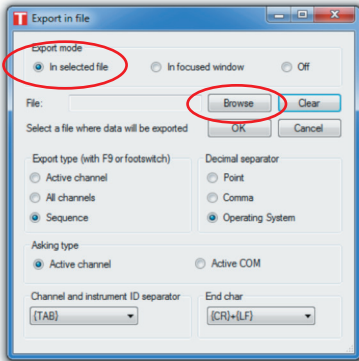 T Export in file
Export mode
In selected file In focused window Off
File: Browse Clear
Select a file where data will be exported OK Cancel
Export type (with F9 or footswitch) Decimal separator
Active channel Point
All channels Comma
Sequence Operating System
Asking type
Active channel Active COM
Channel and instrument ID separator End char
{TAB} {CR}+{LF}